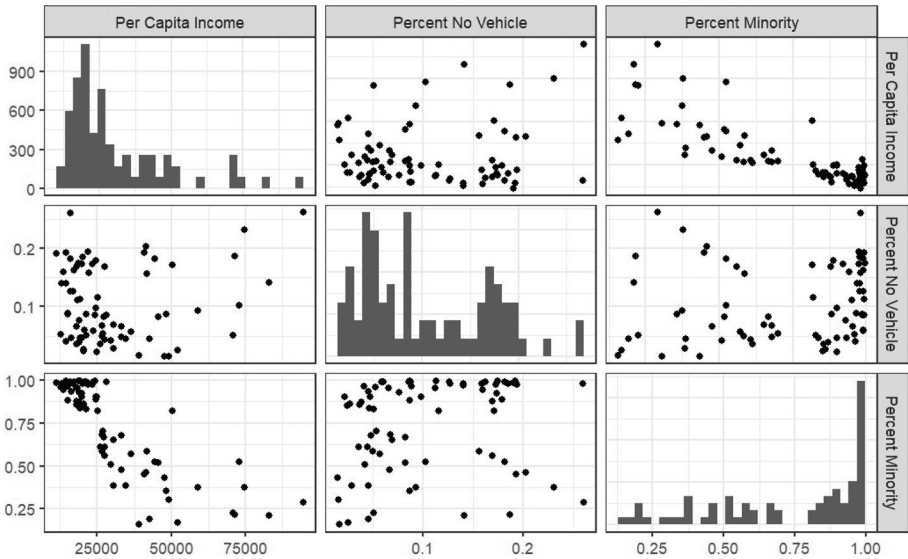 Per Capita Income Percent No Vehicle Percent Minority
900
600
300
0
Per Capita Income
0.2
0.1
Percent No Vehicle
1.00
0.75
0.50
0.25
Percent Minority
25000 50000 75000 0.1 0.2 0.25 0.50 0.75 1.00